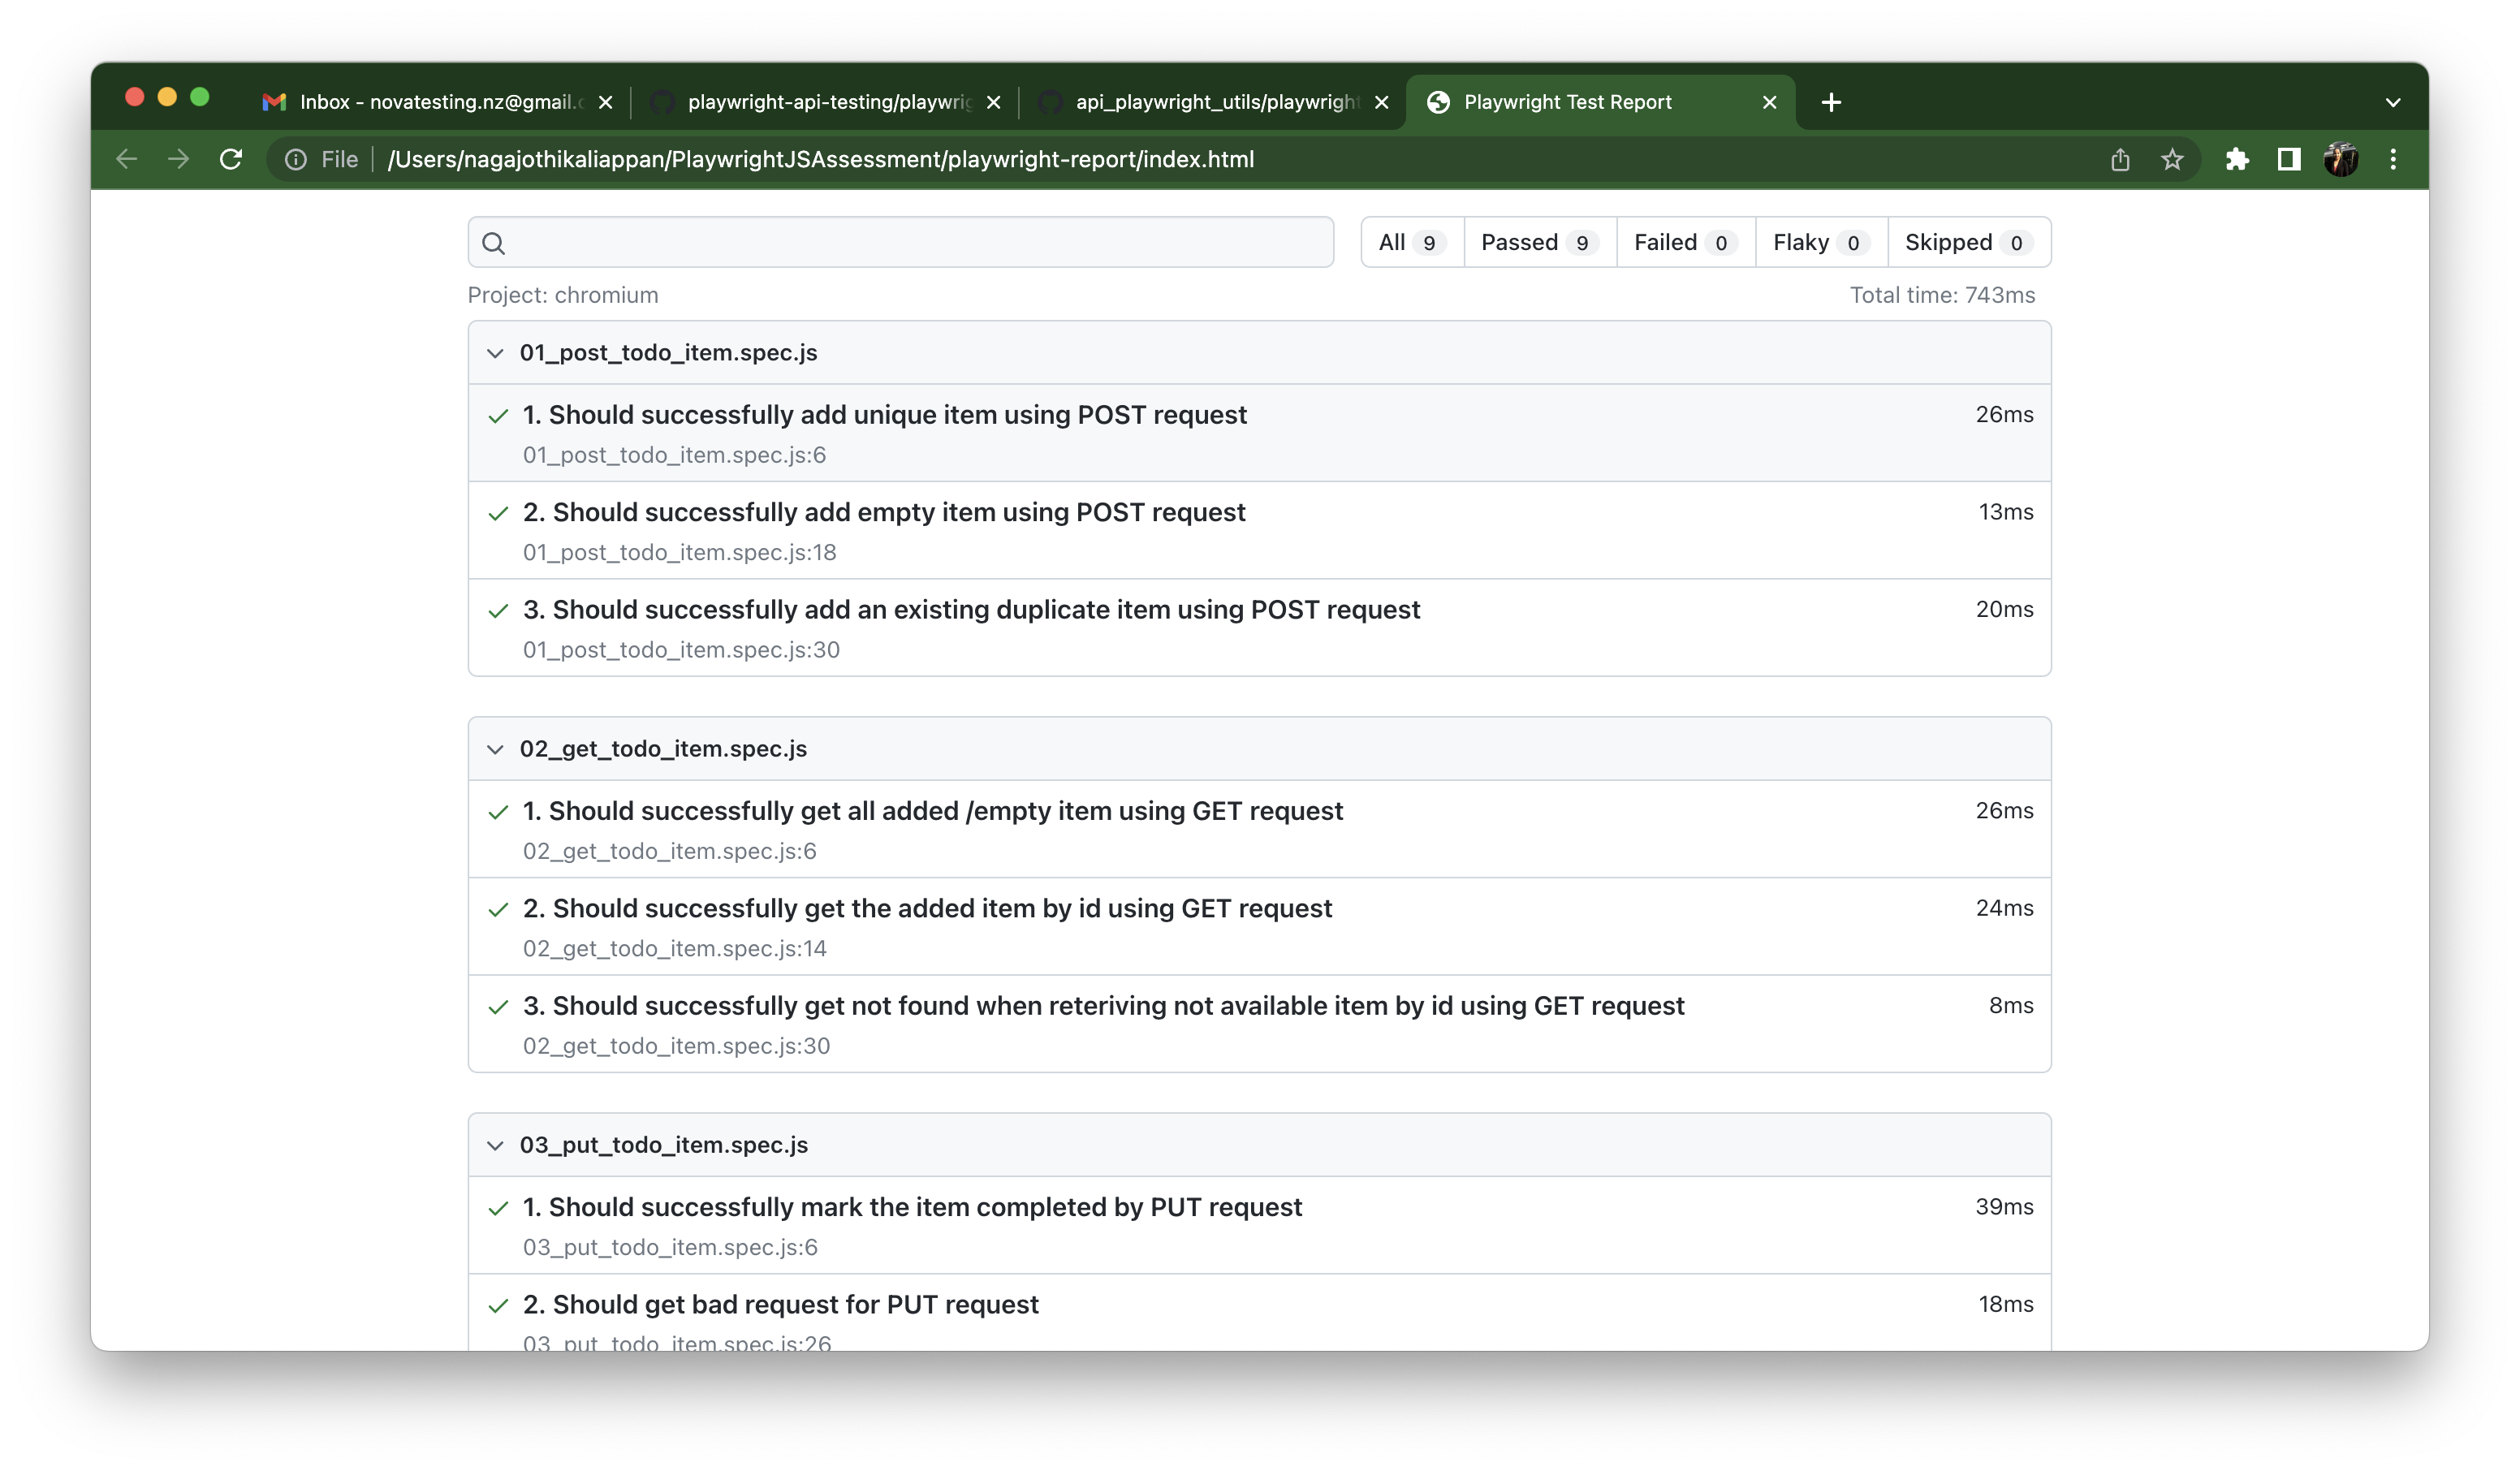 Inbox - novatesting.nz@gmail.c
playwright-api-testing/playwrig
api_playwright_utils/playwright
Playwright Test Report
File
/Users/nagajothikaliappan/PlaywrightJSAssessment/playwright-report/index.html
All 9
Passed 9
Failed 0
Flaky 0
Skipped 0
Project: chromium
Total time: 743ms
01_post_todo_item.spec.js
1. Should successfully add unique item using POST request
26ms
01_post_todo_item.spec.js:6
2. Should successfully add empty item using POST request
13ms
01_post_todo_item.spec.js:18
3. Should successfully add an existing duplicate item using POST request
20ms
01_post_todo_item.spec.js:30
02_get_todo_item.spec.js
1. Should successfully get all added /empty item using GET request
26ms
02_get_todo_item.spec.js:6
2. Should successfully get the added item by id using GET request
24ms
02_get_todo_item.spec.js:14
3. Should successfully get not found when reteriving not available item by id using GET request
8ms
02_get_todo_item.spec.js:30
03_put_todo_item.spec.js
1. Should successfully mark the item completed by PUT request
39ms
03_put_todo_item.spec.js:6
2. Should get bad request for PUT request
18ms
03_put_todo_item.spec.js:26